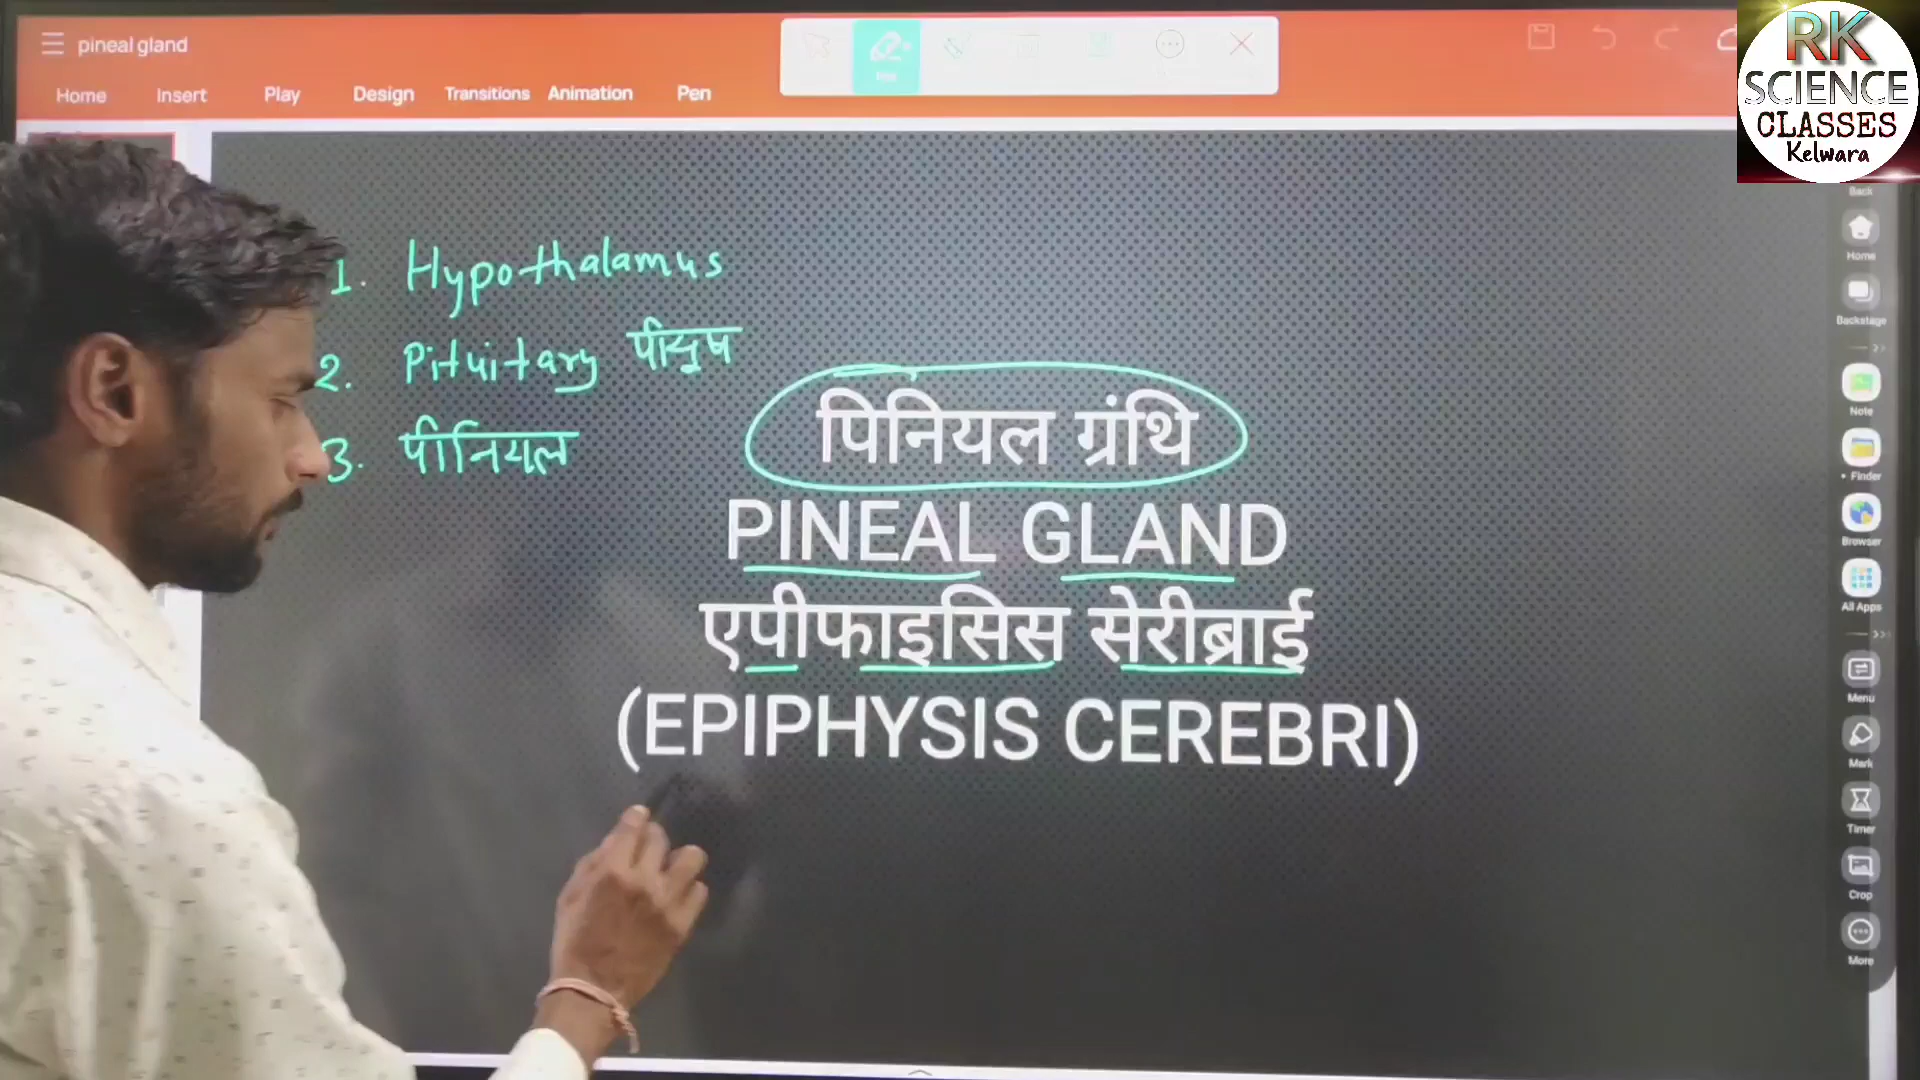 pineal gland
Home Insert Play Design Transitions Animation Pen
RK
SCIENCE
CLASSES
Kelwara
1. Hypothalamus
2. Pituitary पीयूष
3. पीनियल
पिनियल ग्रंथि
PINEAL GLAND
एपीफाइसिस सेरीब्राई
(EPIPHYSIS CEREBRI)
Back
Home
Backstage
Note
Finder
Browser
All Apps
Menu
Mark
Timer
Crop
More